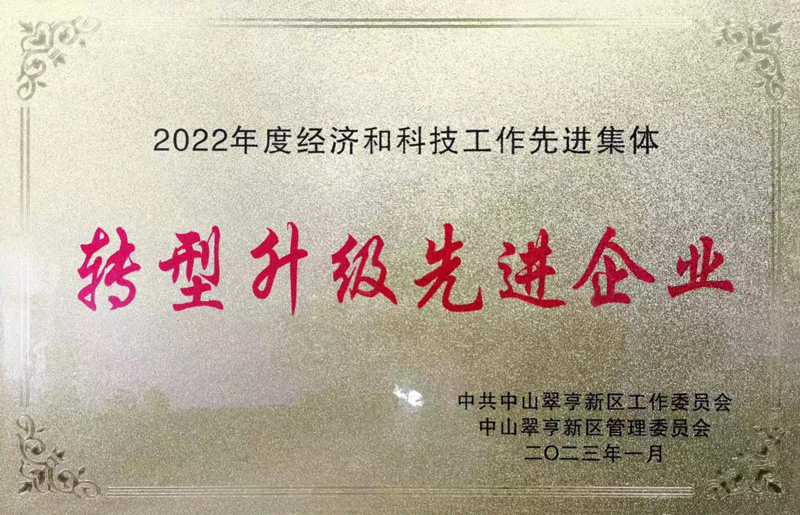 2022年度经济和科技工作先进集体
转型升级先进企业
中共中山翠亨新区工作委员会
中山翠亨新区管理委员会
二〇二三年一月